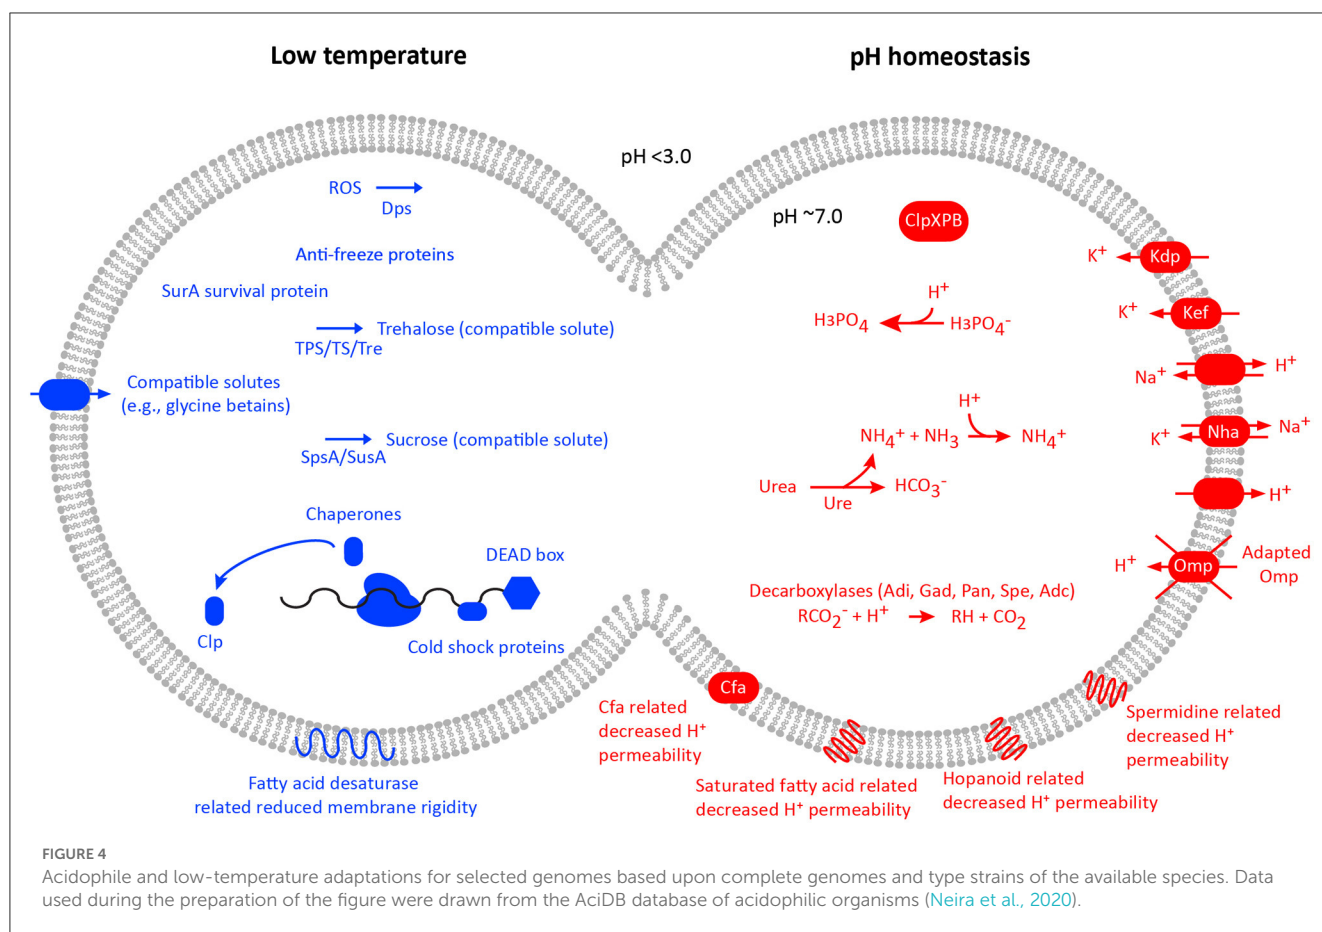 Low temperature
pH homeostasis
pH <3.0
pH ~7.0
ROS
Dps
Anti-freeze proteins
SurA survival protein
Trehalose (compatible solute)
TPS/TS/Tre
Compatible solutes
(e.g., glycine betains)
Sucrose (compatible solute)
SpsA/SusA
Chaperones
DEAD box
Clp
Cold shock proteins
Fatty acid desaturase
related reduced membrane rigidity
ClpXPB
K⁺
Kdp
H⁺
H3PO4
H3PO4⁻
K⁺
Kef
Na⁺
H⁺
H⁺
NH₄⁺ + NH₃
NH₄⁺
K⁺
Nha
Na⁺
Urea
Ure
HCO₃⁻
H⁺
H⁺
Omp
Adapted
Omp
Decarboxylases (Adi, Gad, Pan, Spe, Adc)
RCO₂⁻ + H⁺
RH + CO₂
Cfa
Cfa related
decreased H⁺
permeability
Saturated fatty acid related
decreased H⁺ permeability
Hopanoid related
decreased H⁺ permeability
Spermidine related
decreased H⁺
permeability
FIGURE 4
Acidophile and low-temperature adaptations for selected genomes based upon complete genomes and type strains of the available species. Data
used during the preparation of the figure were drawn from the AciDB database of acidophilic organisms (Neira et al., 2020).